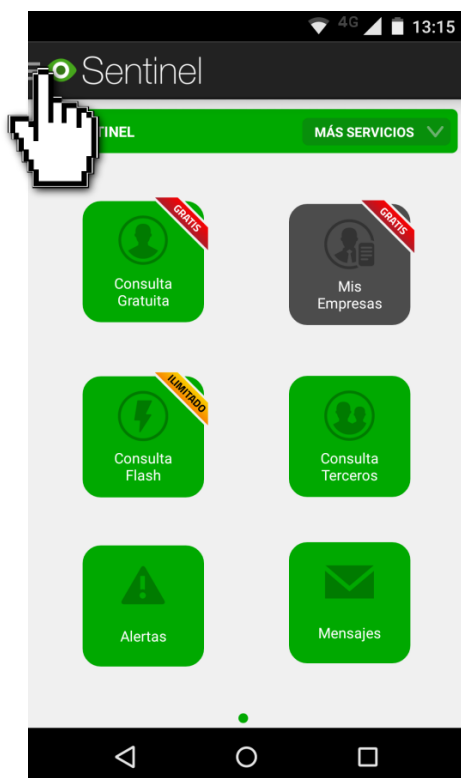 4G 13:15
Sentinel
TINEL MÁS SERVICIOS
GRATIS GRATIS
Consulta
Gratuita
Mis
Empresas
ILIMITADO
Consulta
Flash
Consulta
Terceros
Alertas
Mensajes